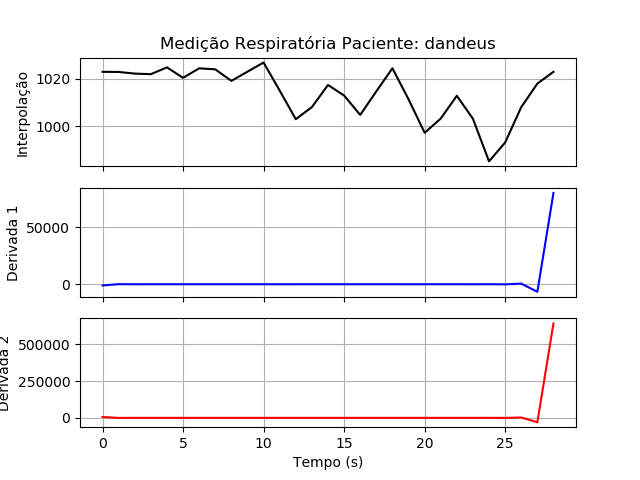 Medição Respiratória Paciente: dandeus
Interpolação
1020
1000
Derivada 1
50000
0
Derivada 2
500000
250000
0
0 5 10 15 20 25
Tempo (s)